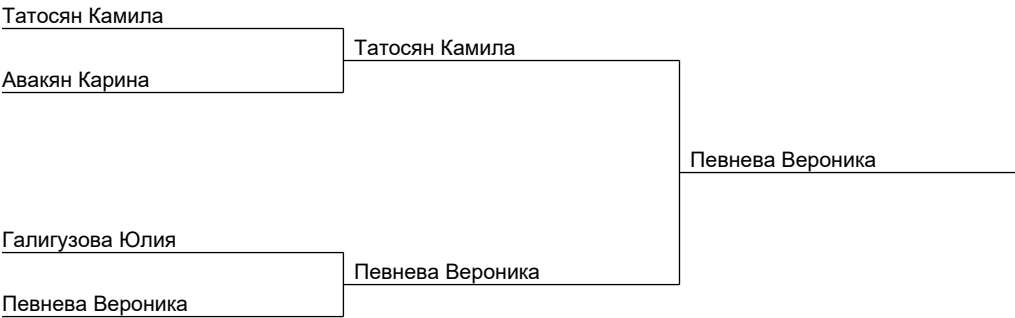 Татосян Камила
Татосян Камила
Авакян Карина
Певнева Вероника
Галигузова Юлия
Певнева Вероника
Певнева Вероника